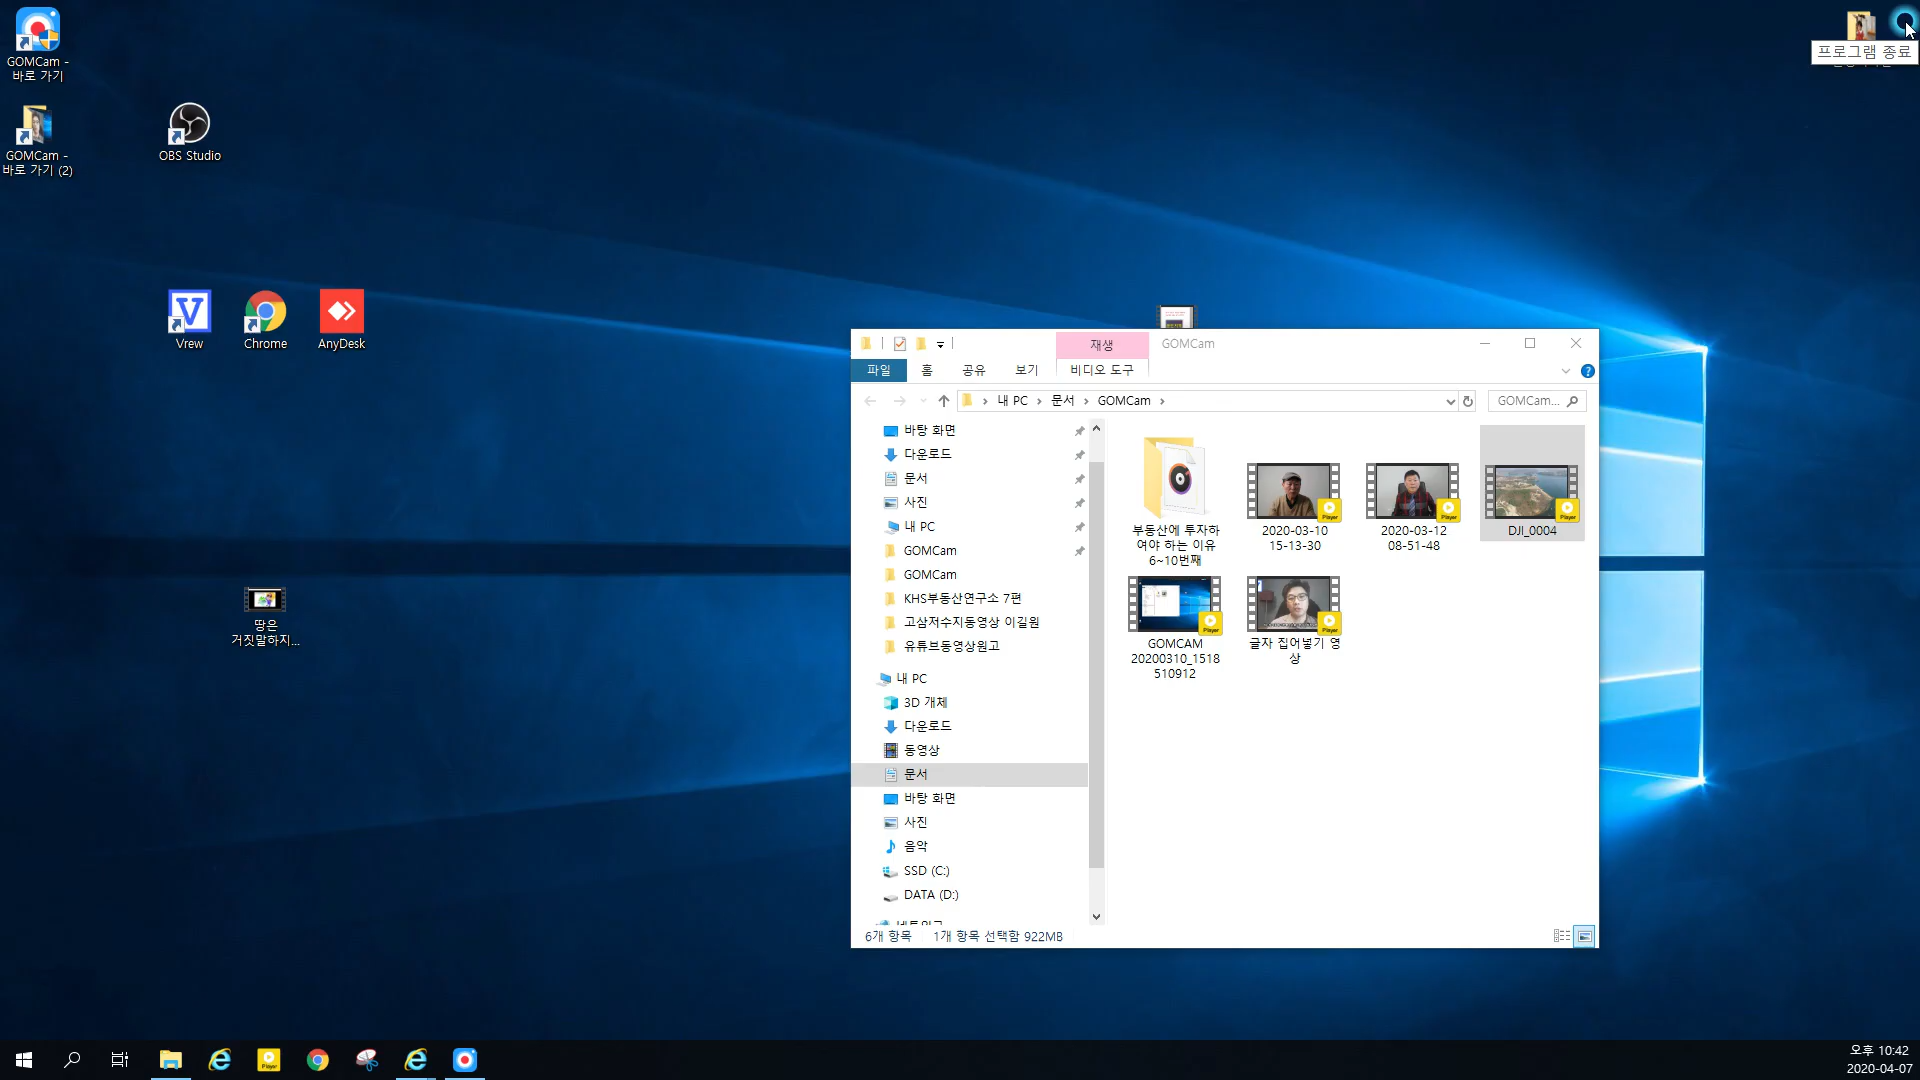 GOMCam -
바로 가기
GOMCam -
바로 가기 (2)
OBS Studio
Vrew
Chrome
AnyDesk
땅은
거짓말하지...
프로그램 종료
재생
GOMCam
파일
홈
공유
보기
비디오 도구
내 PC
문서
GOMCam
GOMCam...
바탕 화면
다운로드
문서
사진
내 PC
GOMCam
GOMCam
KHS부동산연구소 7편
고삼저수지동영상 이길원
유튜브동영상원고
내 PC
3D 개체
다운로드
동영상
문서
바탕 화면
사진
음악
SSD (C:)
DATA (D:)
부동산에 투자하
여야 하는 이유
6~10번째
2020-03-10
15-13-30
2020-03-12
08-51-48
DJI_0004
GOMCAM
20200310_1518
510912
글자 집어넣기 영
상
Player
Player
Player
Player
Player
6개 항목
1개 항목 선택함 922MB
Player
오후 10:42
2020-04-07